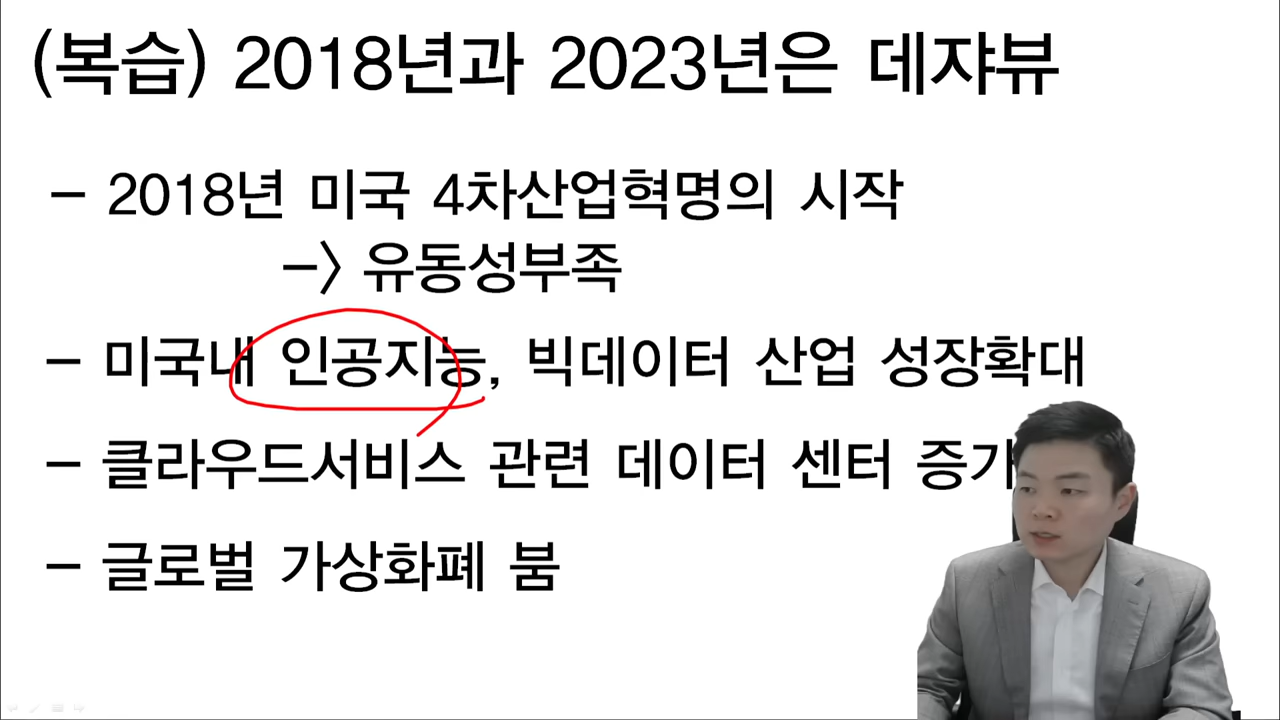 (복습) 2018년과 2023년은 데쟈뷰
- 2018년 미국 4차산업혁명의 시작
-> 유동성부족
- 미국내 인공지능, 빅데이터 산업 성장확대
- 클라우드서비스 관련 데이터 센터 증가
- 글로벌 가상화폐 붐